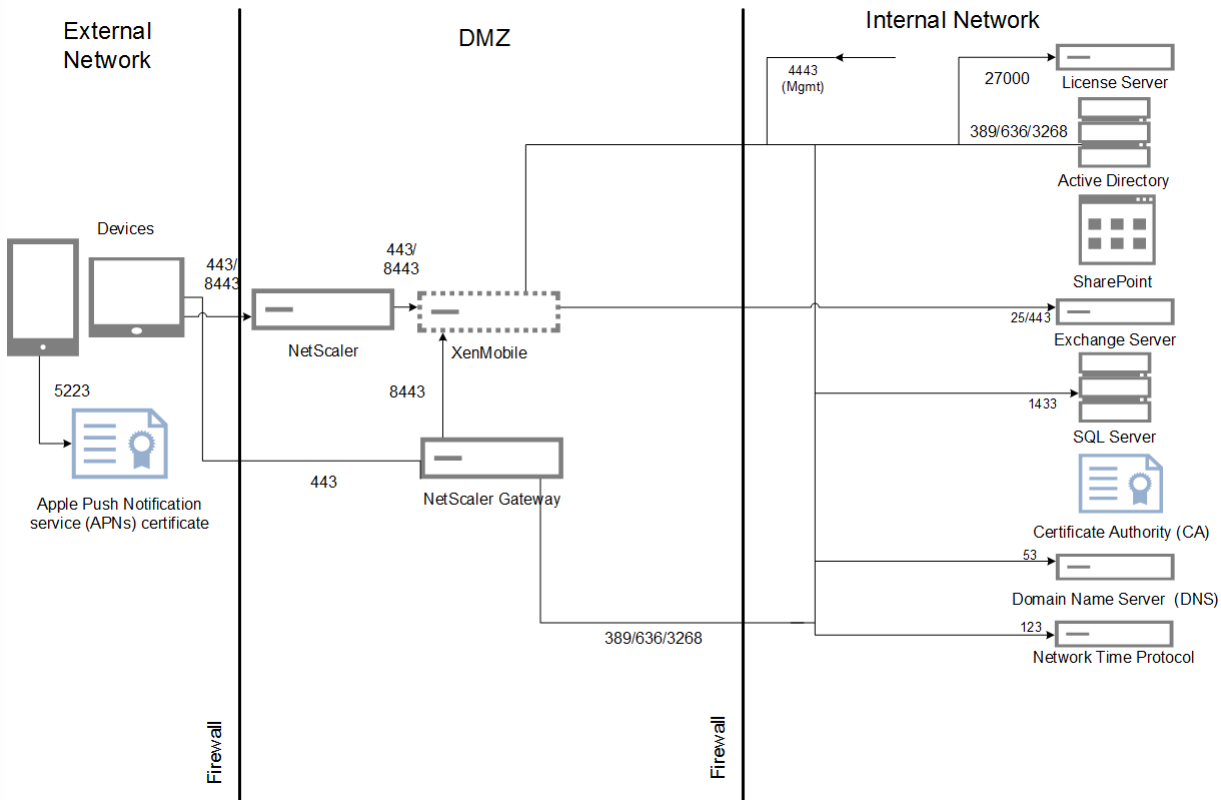 External
Network
DMZ
Internal Network
4443
(Mgmt)
27000
License Server
389/636/3268
Active Directory
SharePoint
Devices
443/
8443
443/
8443
NetScaler
XenMobile
25/443
Exchange Server
5223
8443
1433
SQL Server
Apple Push Notification
service (APNs) certificate
443
NetScaler Gateway
Certificate Authority (CA)
53
Domain Name Server (DNS)
389/636/3268
123
Network Time Protocol
Firewall
Firewall